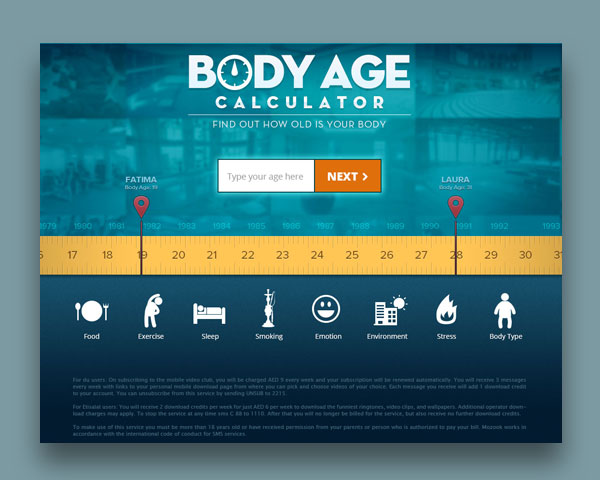 BODY AGE
CALCULATOR
FIND OUT HOW OLD IS YOUR BODY
Type your age here NEXT
FATIMA
Body Age: 19
LAURA
Body Age: 28
1979 1980 1981 1982 1983 1984 1985 1986 1987 1988 1989 1990 1991 1992 1993
17 18 19 20 21 22 23 24 25 26 27 28 29 30
Food Exercise Sleep Smoking Emotion Environment Stress Body Type
For du users: On subscribing to the mobile video club, you will be charged AED 9 every week and your subscription will be renewed automatically. You will receive 3 messages
every week with links to your personal mobile download page from where you can pick and choose videos of your choice. Each message you receive will add 1 download credit
to your account. You can unsubscribe from this service by sending UNSUB to 2215.
For Etisalat users: You will receive 2 download credits per week for just AED 6 per week to download the funniest ringtones, video-clips, and wallpapers. Additional operator down-
load charges may apply. To stop the service at any time sms C AB to 1110. After that you will no longer be billed for the service, but also receive no further download credits.
To make use of this service you must be more than 18 years old or have received permission from your parents or person who is authorized to pay your bill. Mozook works in
accordance with the international code of conduct for SMS services.